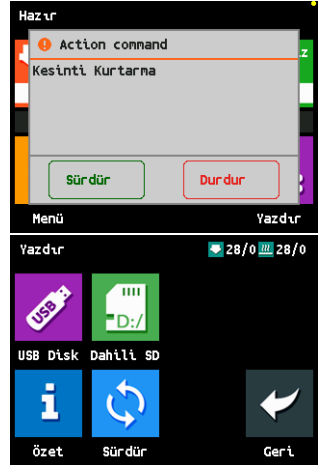 Hazır
Action command
Z
Kesinti Kurtarma
Sürdür
Durdur
Menü
Yazdır
Yazdır
28/0
28/0
USB
D:/
USB Disk
Dahili SD
Özet
Sürdür
Geri